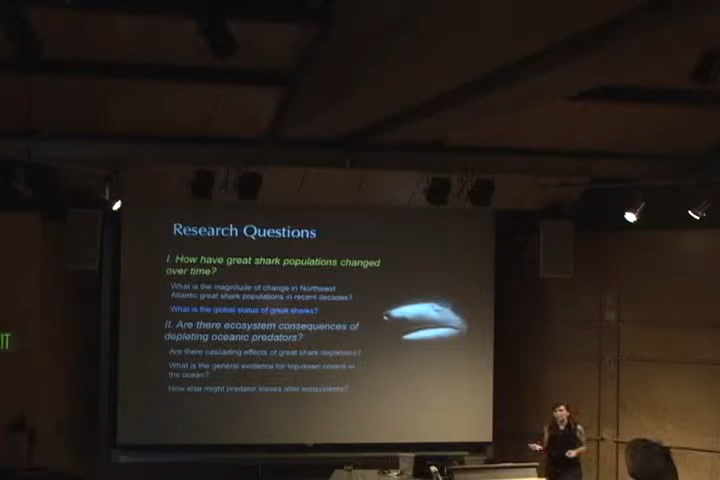 Research Questions
I. How have great shark populations changed
over time?
What is the magnitude of change in Northwest
Atlantic great shark populations in recent decades?
What is the global status of great sharks?
II. Are there ecosystem consequences of
depleting oceanic predators?
Are there cascading effects of great shark depletions?
What is the general evidence for top-down control in
the ocean?
How else might predator losses alter ecosystems?
IT